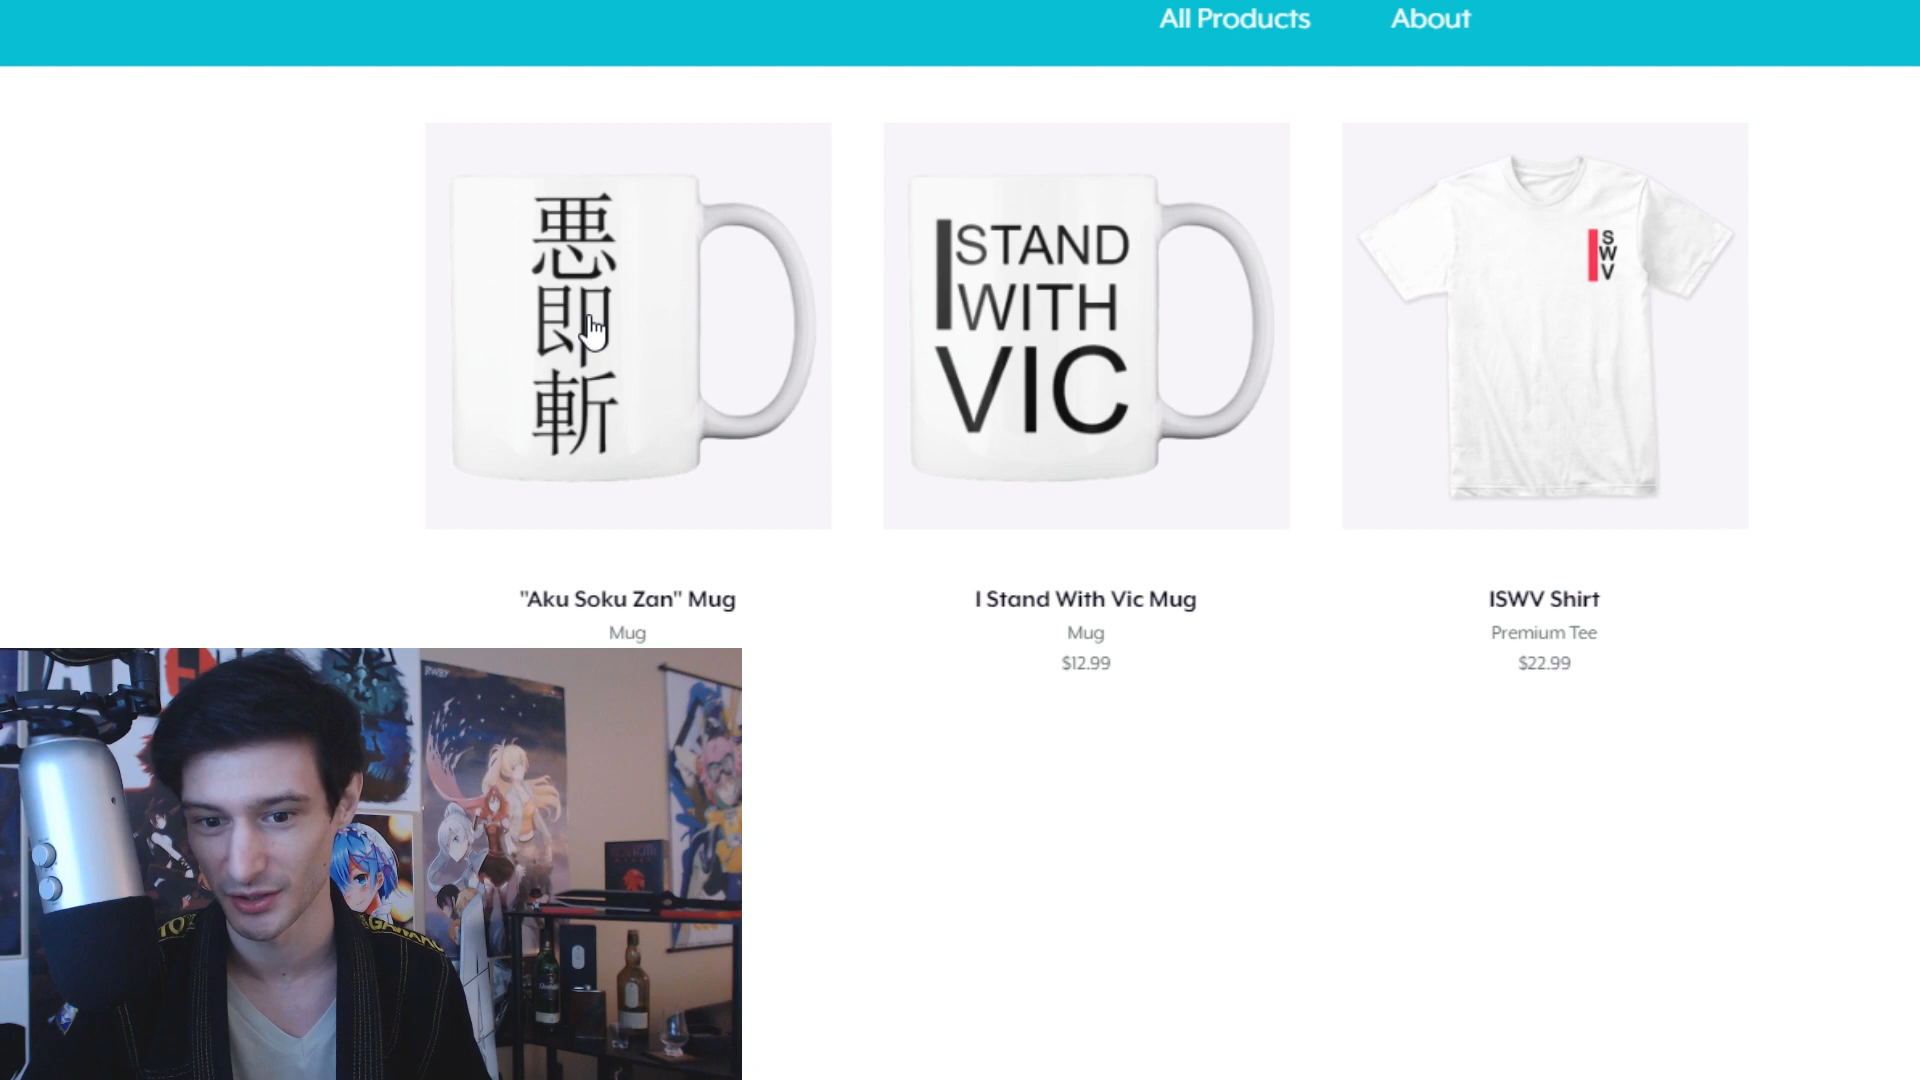 All Products About
悪
即
斬
I STAND
WITH
VIC
I S
W
V
"Aku Soku Zan" Mug
Mug
I Stand With Vic Mug
Mug
$12.99
ISWV Shirt
Premium Tee
$22.99
RWBY